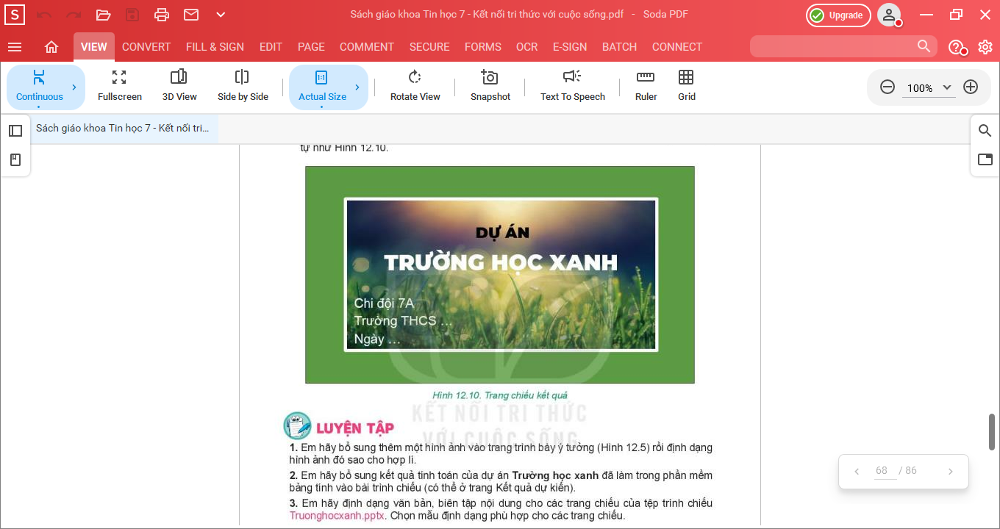 S
Sách giáo khoa Tin học 7 - Kết nối tri thức với cuộc sống.pdf - Soda PDF
Upgrade
VIEW CONVERT FILL & SIGN EDIT PAGE COMMENT SECURE FORMS OCR E-SIGN BATCH CONNECT
Continuous Fullscreen 3D View Side by Side Actual Size Rotate View Snapshot Text To Speech Ruler Grid 100%
Sách giáo khoa Tin học 7 - Kết nối tri...
tự như Hình 12.10.
DỰ ÁN
TRƯỜNG HỌC XANH
Chi đội 7A
Trường THCS ...
Ngày ...
Hình 12.10. Trang chiếu kết quả
KẾT NỐI TRI THỨC
VỚI CUỘC SỐNG
LUYỆN TẬP
1. Em hãy bổ sung thêm một hình ảnh vào trang trình bày ý tưởng (Hình 12.5) rồi định dạng
hình ảnh đó sao cho hợp lí.
2. Em hãy bổ sung kết quả tính toán của dự án Trường học xanh đã làm trong phần mềm
bảng tính vào bài trình chiếu (có thể ở trang Kết quả dự kiến).
3. Em hãy định dạng văn bản, biên tập nội dung cho các trang chiếu của tệp trình chiếu
Truonghocxanh.pptx. Chọn mẫu định dạng phù hợp cho các trang chiếu.
68 / 86